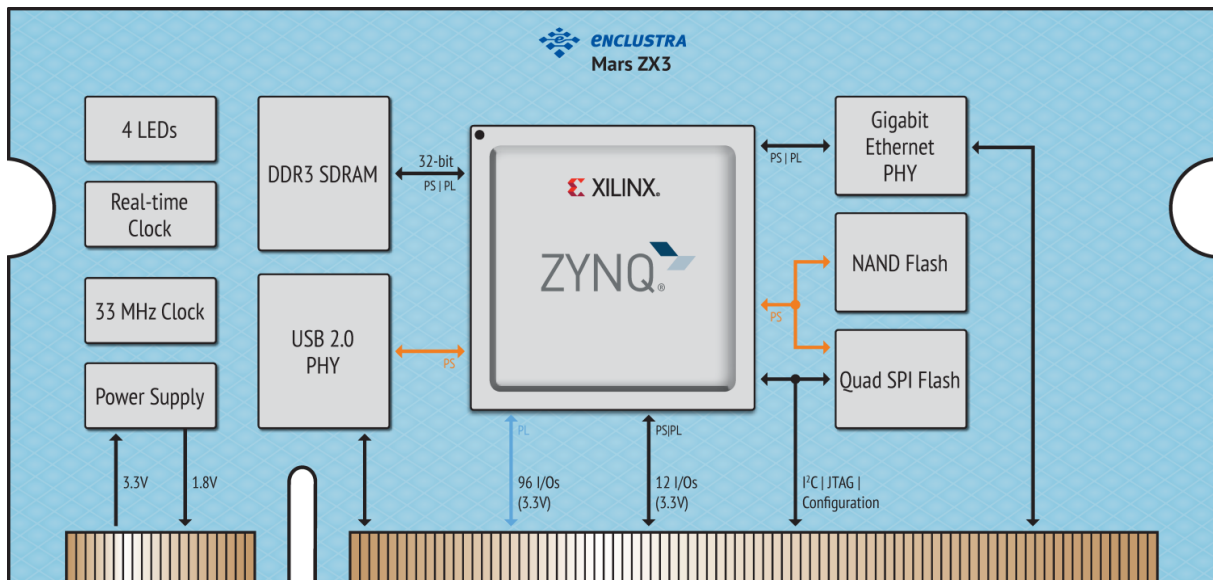 ENCLUSTRA
Mars ZX3
4 LEDs
Real-time
Clock
33 MHz Clock
Power Supply
3.3V
1.8V
DDR3 SDRAM
32-bit
PS | PL
USB 2.0
PHY
PS
XILINX®
ZYNQ®
PS | PL
Gigabit
Ethernet
PHY
NAND Flash
PS
Quad SPI Flash
PL
96 I/Os
(3.3V)
PS|PL
12 I/Os
(3.3V)
I²C | JTAG |
Configuration